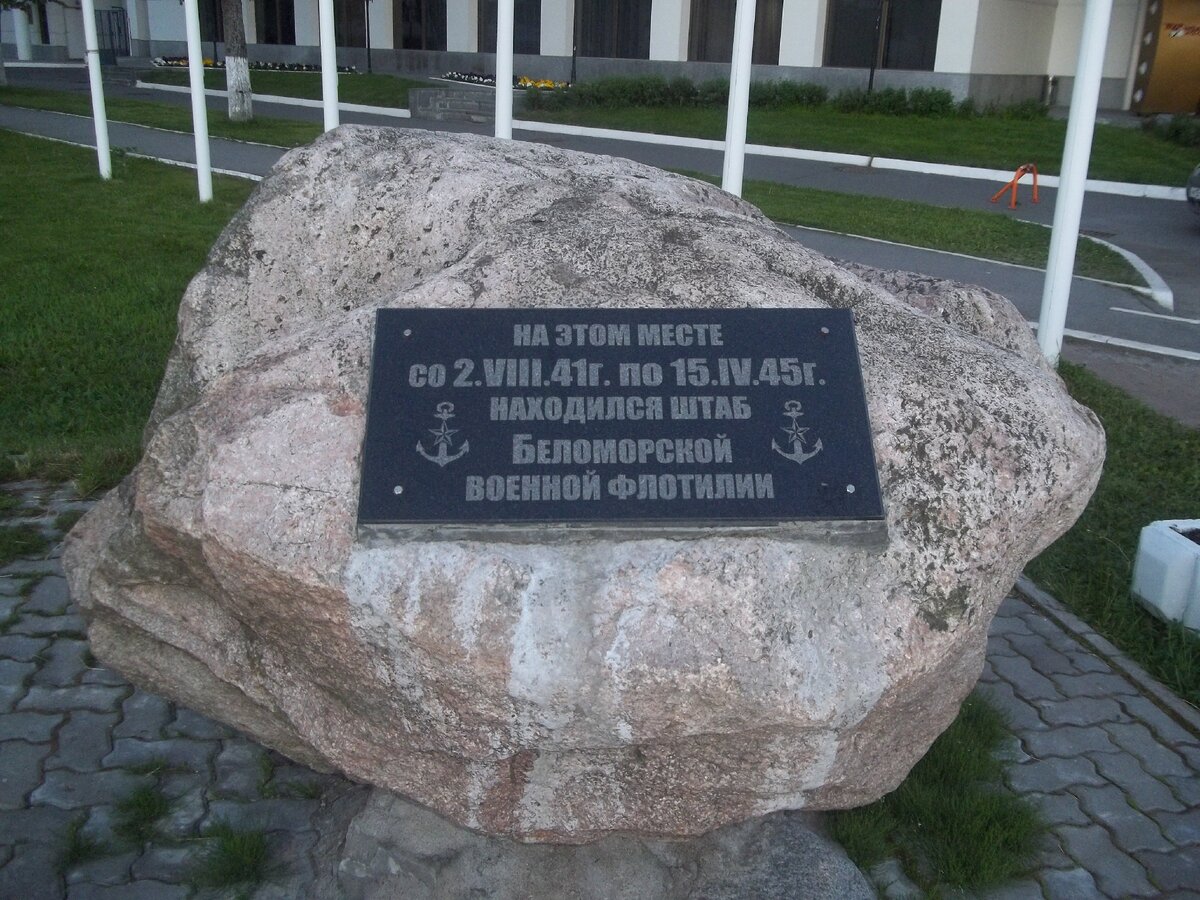 НА ЭТОМ МЕСТЕ
со 2.VIII.41г. по 15.IV.45г.
НАХОДИЛСЯ ШТАБ
БЕЛОМОРСКОЙ
ВОЕННОЙ ФЛОТИЛИИ